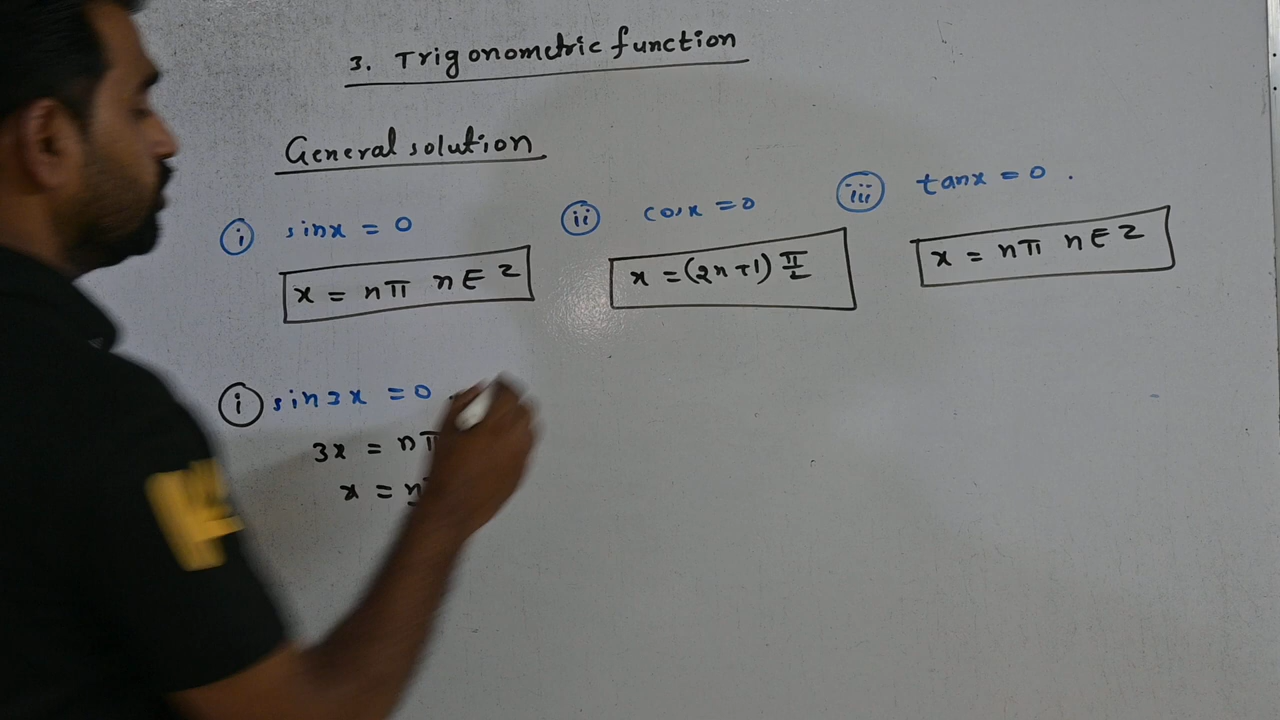 3. Trigonometric function
General solution
i sinx = 0
x = nπ n∈Z
ii cosx = 0
x = (2n+1) π/2
iii tanx = 0 .
x = nπ n∈Z
i sin3x = 0
3x = nπ
x = n